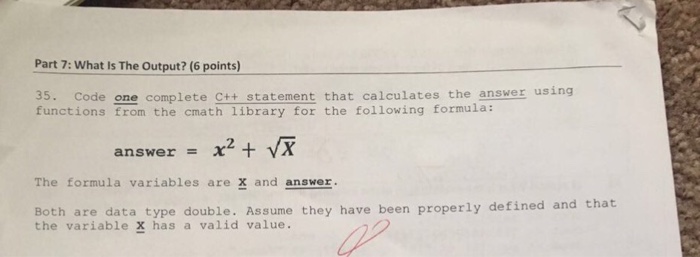 Part 7: What Is The Output? (6 points)
35. Code one complete C++ statement that calculates the answer using
functions from the cmath library for the following formula:
answer = x² + √x
The formula variables are x and answer.
Both are data type double. Assume they have been properly defined and that
the variable x has a valid value.